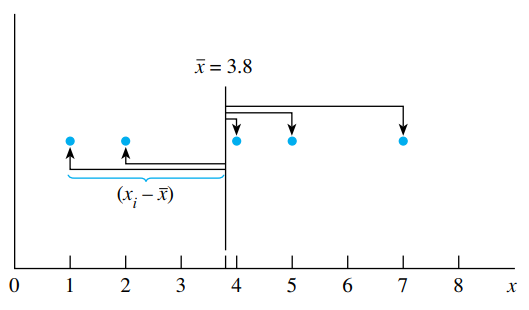 x̄ = 3.8
(xᵢ – x̄)
0 1 2 3 4 5 6 7 8 x